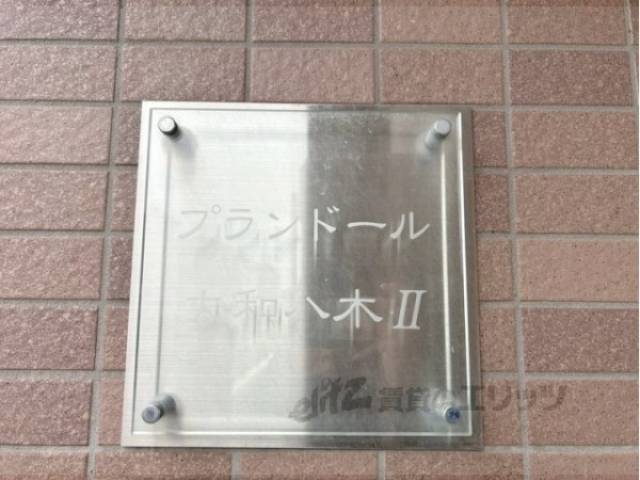 プランドール
大和八木II
elitz 賃貸のエリッツ